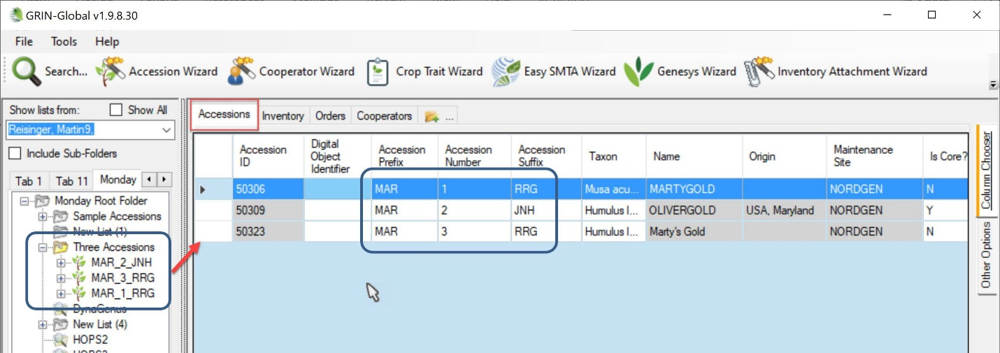 GRIN-Global v1.9.8.30
File Tools Help
Search... Accession Wizard Cooperator Wizard Crop Trait Wizard Easy SMTA Wizard Genesys Wizard Inventory Attachment Wizard
Show lists from: Show All
Reisinger, Martin9,
Include Sub-Folders
Tab 1 Tab 11 Monday
Monday Root Folder
Sample Accessions
New List (1)
Three Accessions
MAR_2_JNH
MAR_3_RRG
MAR_1_RRG
DynaGenus
New List (4)
HOPS2
Accessions Inventory Orders Cooperators ...
Accession ID Digital Object Identifier Accession Prefix Accession Number Accession Suffix Taxon Name Origin Maintenance Site Is Core?
50306 MAR 1 RRG Musa acu... MARTYGOLD NORDGEN N
50309 MAR 2 JNH Humulus l... OLIVERGOLD USA, Maryland NORDGEN Y
50323 MAR 3 RRG Humulus l... Marty's Gold NORDGEN N
Column Chooser
Other Options